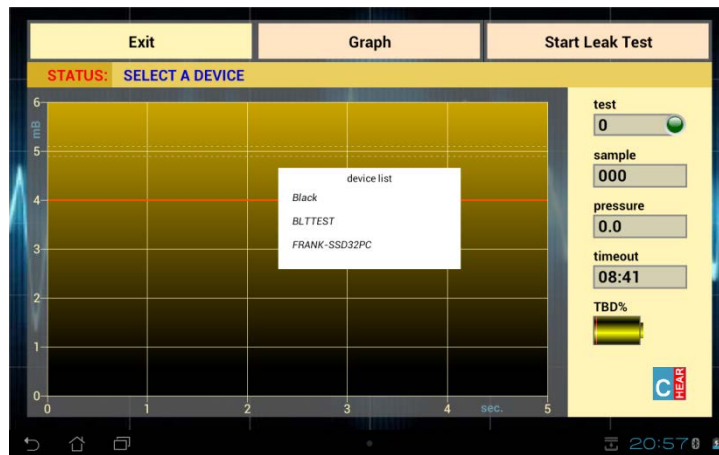 Exit
Graph
Start Leak Test
STATUS: SELECT A DEVICE
6
mB
5
4
3
2
1
0
0 1 2 3 4 sec. 5
device list
Black
BLTTEST
FRANK-SSD32PC
test
0
sample
000
pressure
0.0
timeout
08:41
TBD%
C HEAR
20:57